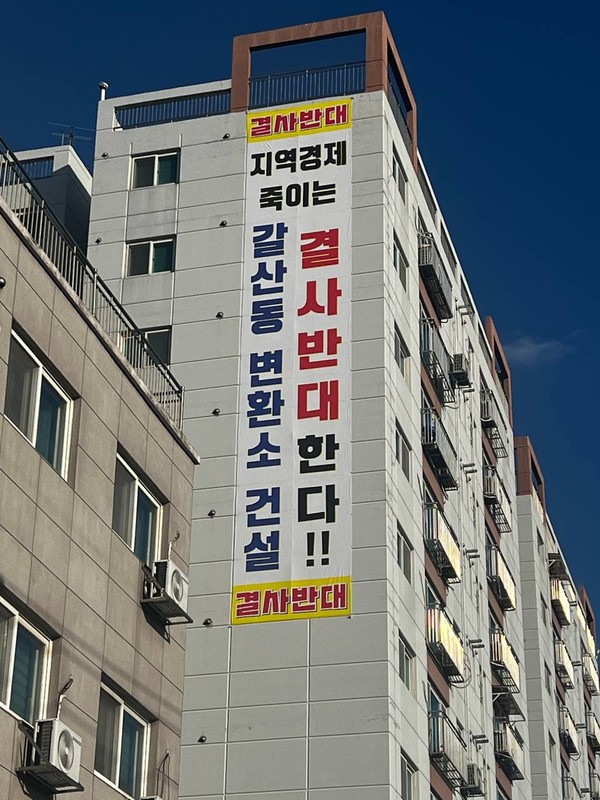 결사반대
지역경제
죽이는
갈산동 변환소 건설
결사반대한다!!
결사반대